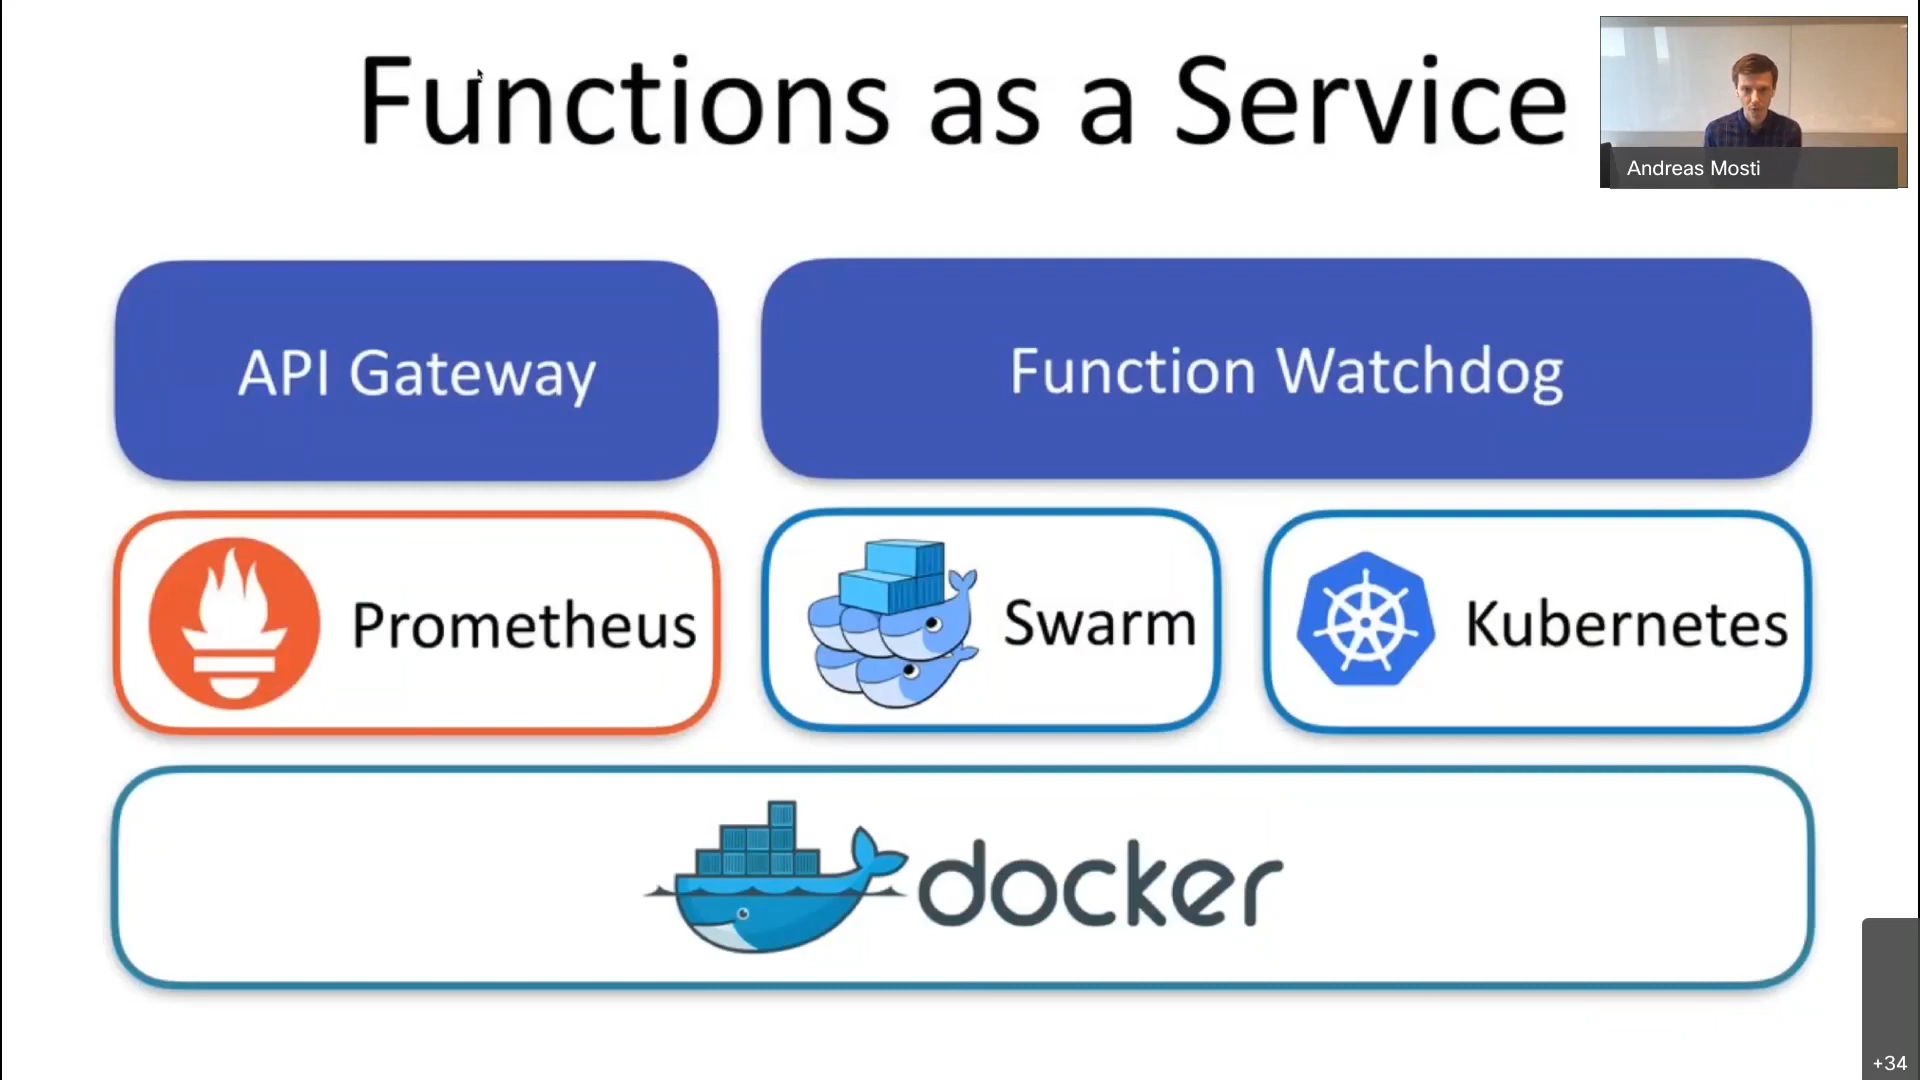 Functions as a Service
Andreas Mosti
API Gateway
Function Watchdog
Prometheus
Swarm
Kubernetes
docker
+34